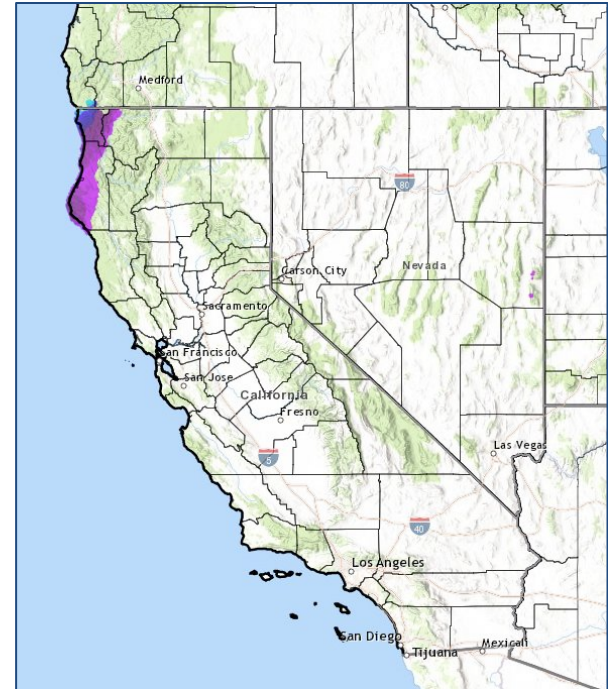 Medford
80
Carson City
Nevada
Sacramento
San Francisco
San Jose
California
Fresno
Las Vegas
5
40
Los Angeles
San Diego
Mexicali
Tijuana